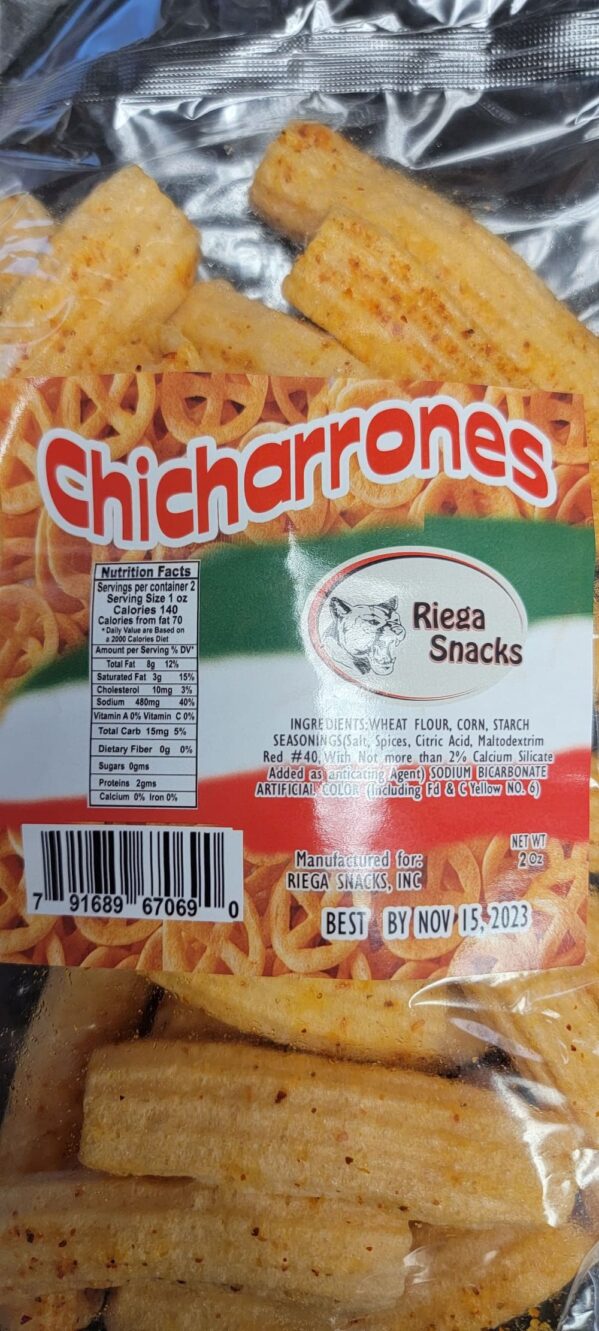 Chicharrones
Nutrition Facts
Servings per container 2
Serving Size 1 oz
Calories 140
Calories from fat 70
* Daily Value are Based on
a 2000 Calories Diet
Amount per Serving % DV*
Total Fat 8g 12%
Saturated Fat 3g 15%
Cholesterol 10mg 3%
Sodium 480mg 40%
Vitamin A 0% Vitamin C 0%
Total Carb 15mg 5%
Dietary Fiber 0g 0%
Sugars 0gms
Proteins 2gms
Calcium 0% Iron 0%
Riega
Snacks
INGREDIENTS:WHEAT FLOUR, CORN, STARCH
SEASONINGS(Salt, Spices, Citric Acid, Maltodextrim
Red #40, With Not more than 2% Calcium Silicate
Added as anticating Agent) SODIUM BICARBONATE
ARTIFICIAL COLOR (Including Fd & C Yellow NO. 6)
7 91689 67069 0
Manufactured for:
RIEGA SNACKS, INC
NET WT
2 Oz
BEST BY NOV 15, 2023